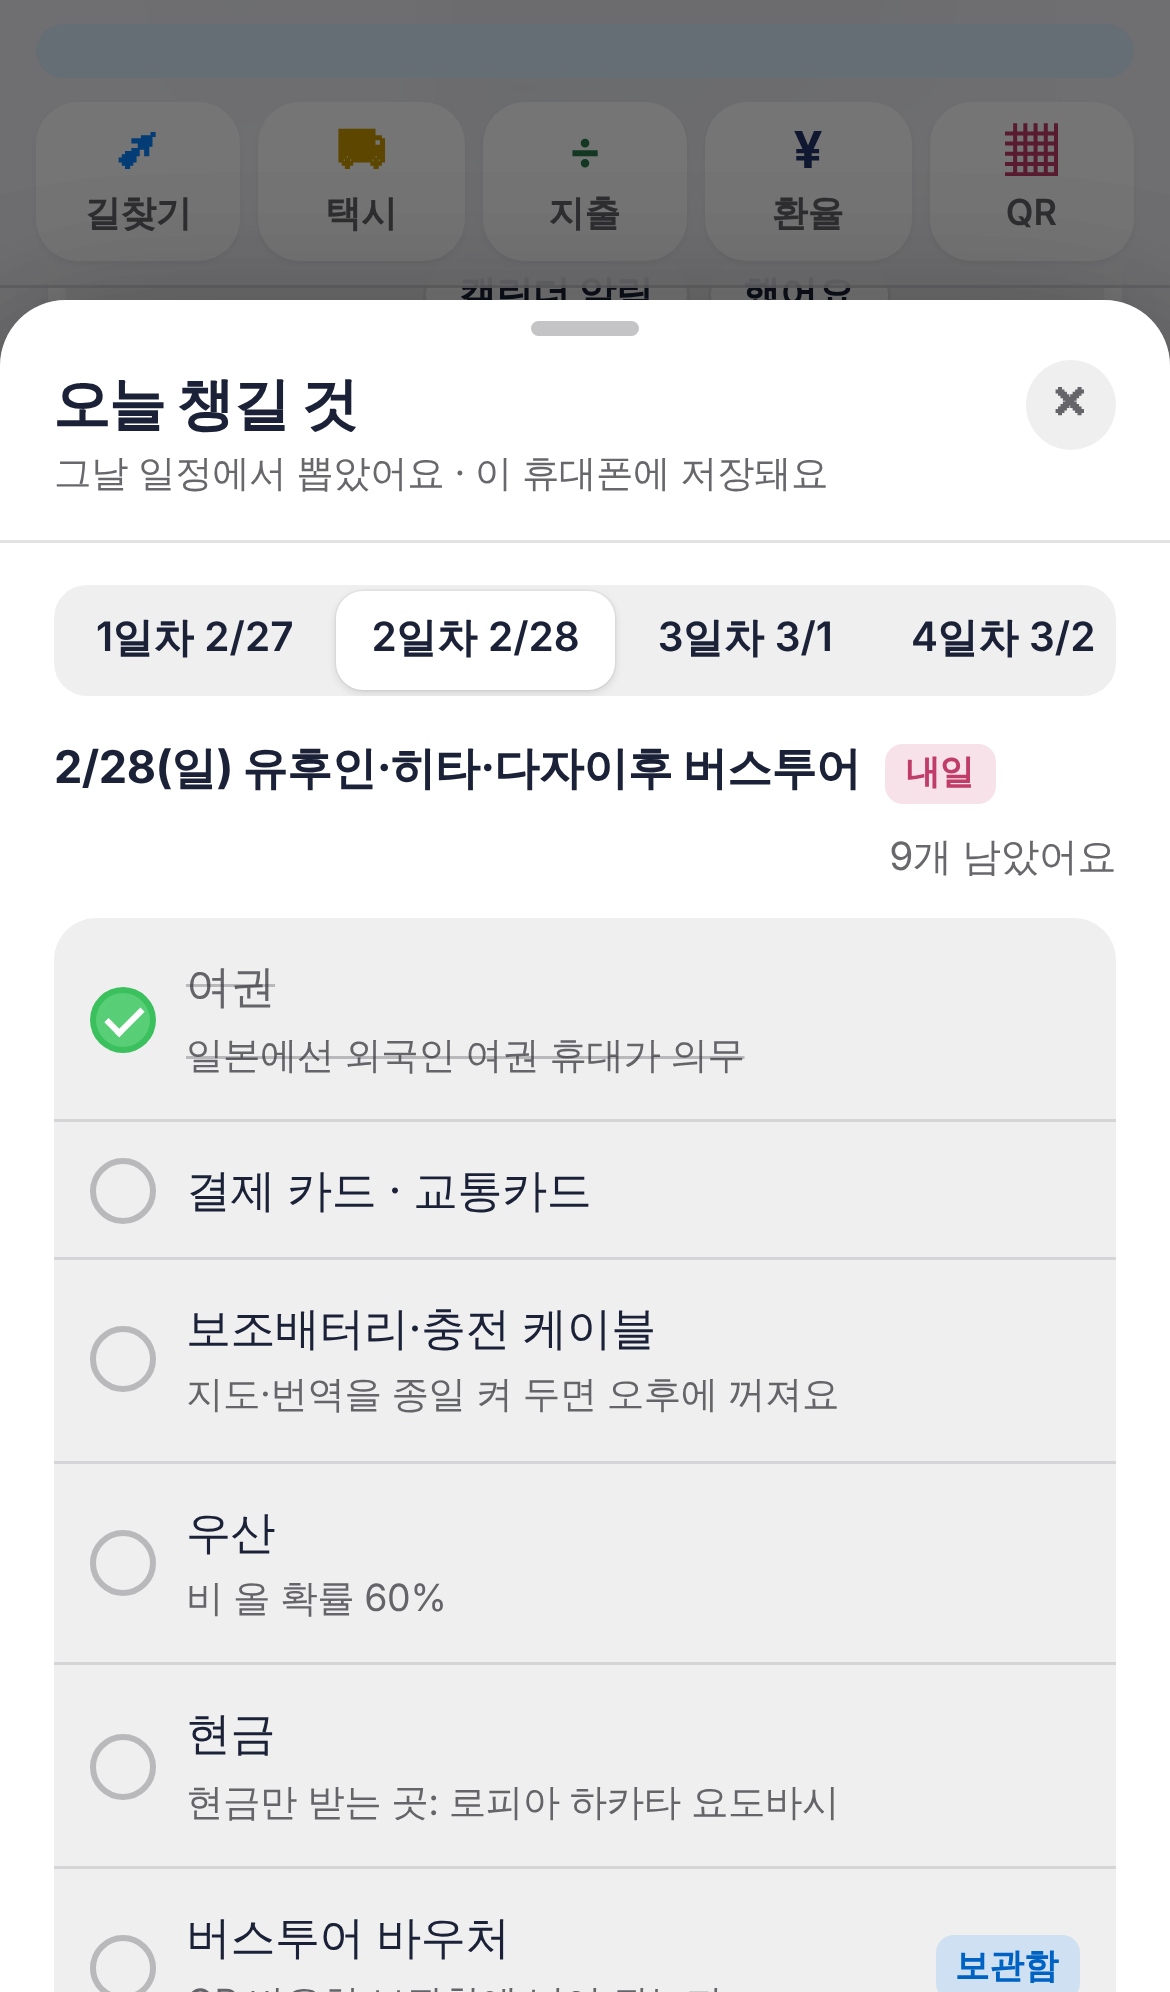 길찾기
택시
÷
지출
¥
환율
QR
캘린더 알림
했어요
오늘 챙길 것
그날 일정에서 뽑았어요 · 이 휴대폰에 저장돼요
1일차 2/27
2일차 2/28
3일차 3/1
4일차 3/2
2/28(일) 유후인·히타·다자이후 버스투어
내일
9개 남았어요
여권
일본에선 외국인 여권 휴대가 의무
결제 카드 · 교통카드
보조배터리·충전 케이블
지도·번역을 종일 켜 두면 오후에 꺼져요
우산
비 올 확률 60%
현금
현금만 받는 곳: 로피아 하카타 요도바시
버스투어 바우처
보관함